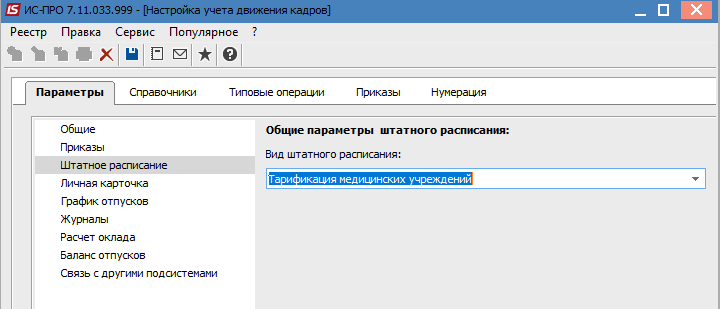 ИС-ПРО 7.11.033.999 - [Настройка учета движения кадров]
Реестр Правка Сервис Популярное ?
Параметры Справочники Типовые операции Приказы Нумерация
Общие
Приказы
Штатное расписание
Личная карточка
График отпусков
Журналы
Расчет оклада
Баланс отпусков
Связь с другими подсистемами
Общие параметры штатного расписания:
Вид штатного расписания:
Тарификация медицинских учреждений